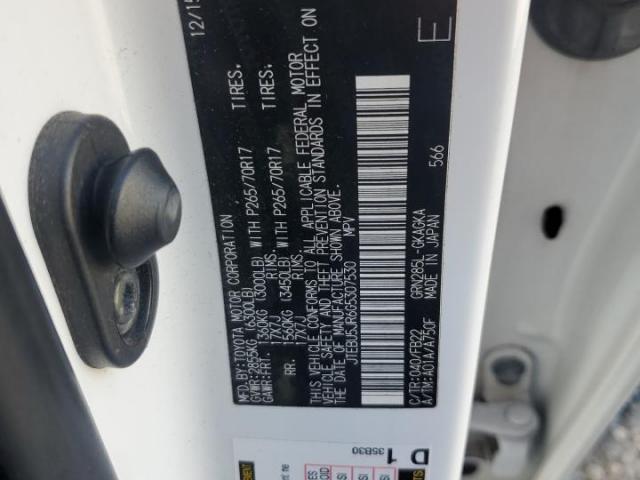 MFD.BY:TOYOTA MOTOR CORPORATION 12/15
GVWR:2855KG (6300LB)
GAWR:FRT. 1360KG (3000LB) WITH P265/70R17 TIRES.
17X7J RIMS.
RR. 1560KG (3450LB) WITH P265/70R17 TIRES.
17X7J RIMS.
THIS VEHICLE CONFORMS TO ALL APPLICABLE FEDERAL MOTOR
VEHICLE SAFETY AND THEFT PREVENTION STANDARDS IN EFFECT ON
THE DATE OF MANUFACTURE SHOWN ABOVE.
JTEBU5JR6G5307530 MPV
E
C/TR:040/FB22 GRN285L-GKAGKA
A/TM:A01A/A750F MADE IN JAPAN 566
D 1
35B30